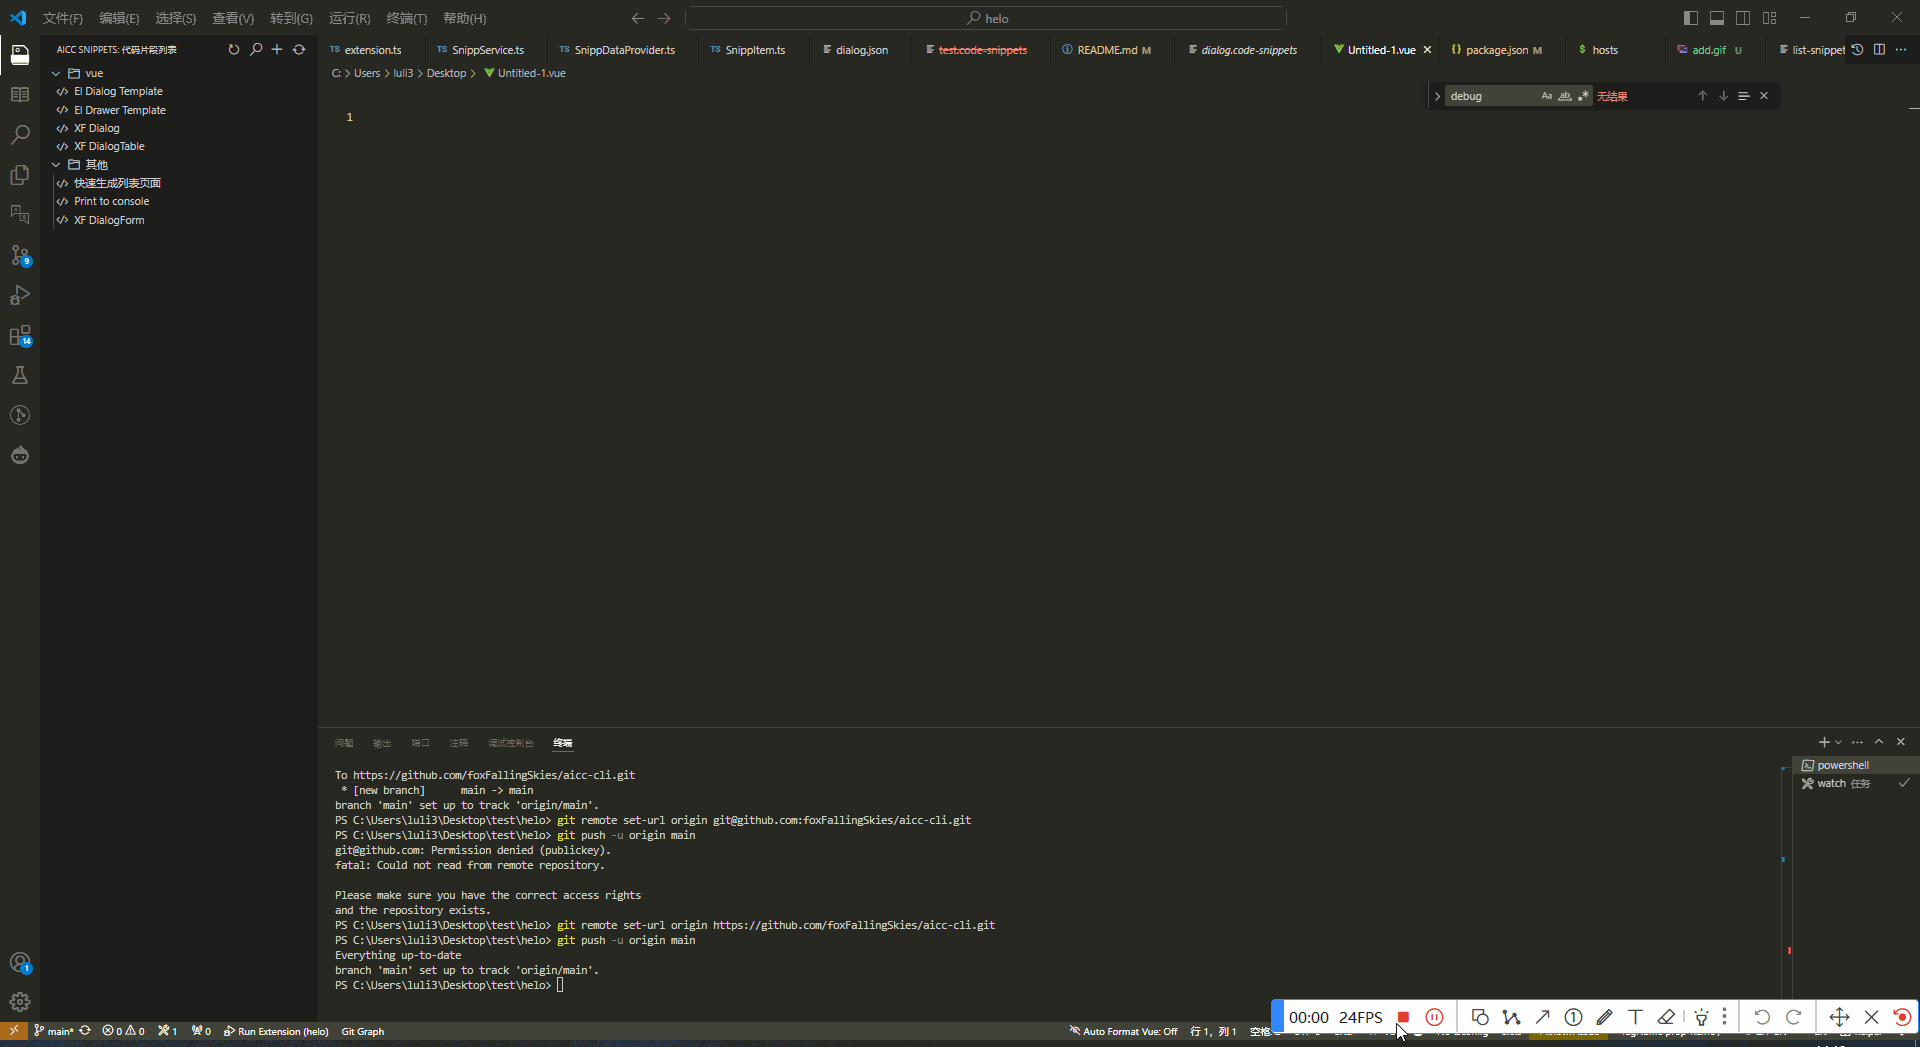 文件(F) 编辑(E) 选择(S) 查看(V) 转到(G) 运行(R) 终端(T) 帮助(H) helo
AICC SNIPPETS: 代码片段列表
vue
El Dialog Template
El Drawer Template
XF Dialog
XF DialogTable
其他
快速生成列表页面
Print to console
XF DialogForm
9
14
1
TS extension.ts TS SnippService.ts TS SnippDataProvider.ts TS SnippItem.ts dialog.json test.code-snippets README.md M dialog.code-snippets Untitled-1.vue package.json M $ hosts add.gif U list-snippet
C: > Users > luli3 > Desktop > Untitled-1.vue
debug Aa ab 无结果
1
问题 输出 端口 注释 调试控制台 终端
To https://github.com/foxFallingSkies/aicc-cli.git
* [new branch] main -> main
branch 'main' set up to track 'origin/main'.
PS C:\Users\luli3\Desktop\test\helo> git remote set-url origin git@github.com:foxFallingSkies/aicc-cli.git
PS C:\Users\luli3\Desktop\test\helo> git push -u origin main
git@github.com: Permission denied (publickey).
fatal: Could not read from remote repository.
Please make sure you have the correct access rights
and the repository exists.
PS C:\Users\luli3\Desktop\test\helo> git remote set-url origin https://github.com/foxFallingSkies/aicc-cli.git
PS C:\Users\luli3\Desktop\test\helo> git push -u origin main
Everything up-to-date
branch 'main' set up to track 'origin/main'.
PS C:\Users\luli3\Desktop\test\helo>
powershell
watch 任务
00:00 24FPS
main* 0 0 1 0 Run Extension (helo) Git Graph Auto Format Vue: Off 行 1, 列 1